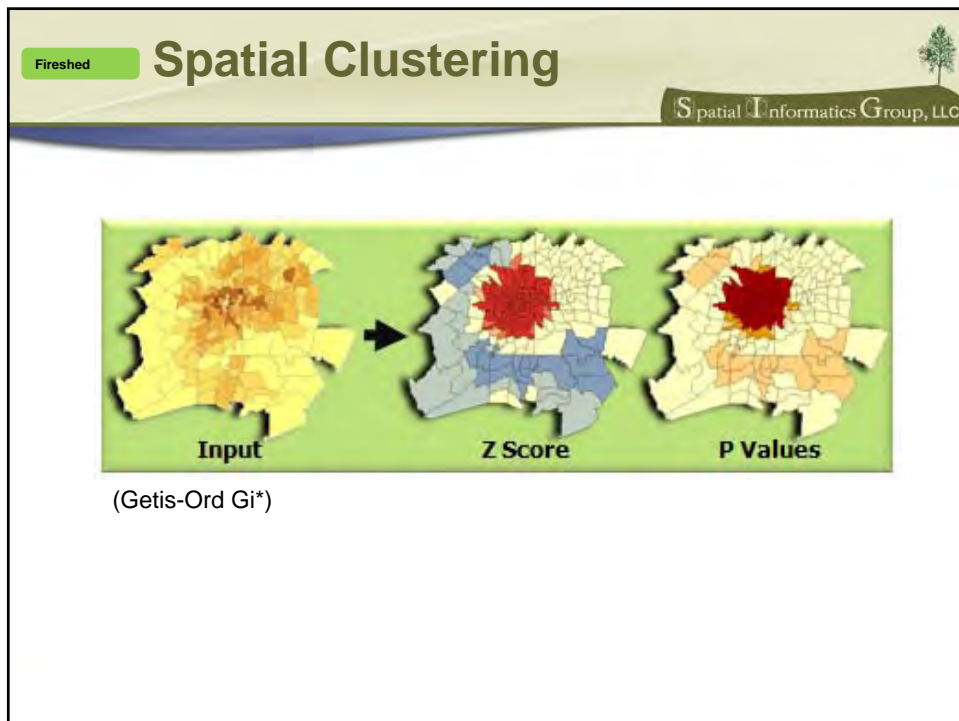 Fireshed
Spatial Clustering
Spatial Informatics Group, LLC
Input
Z Score
P Values
(Getis-Ord Gi*)